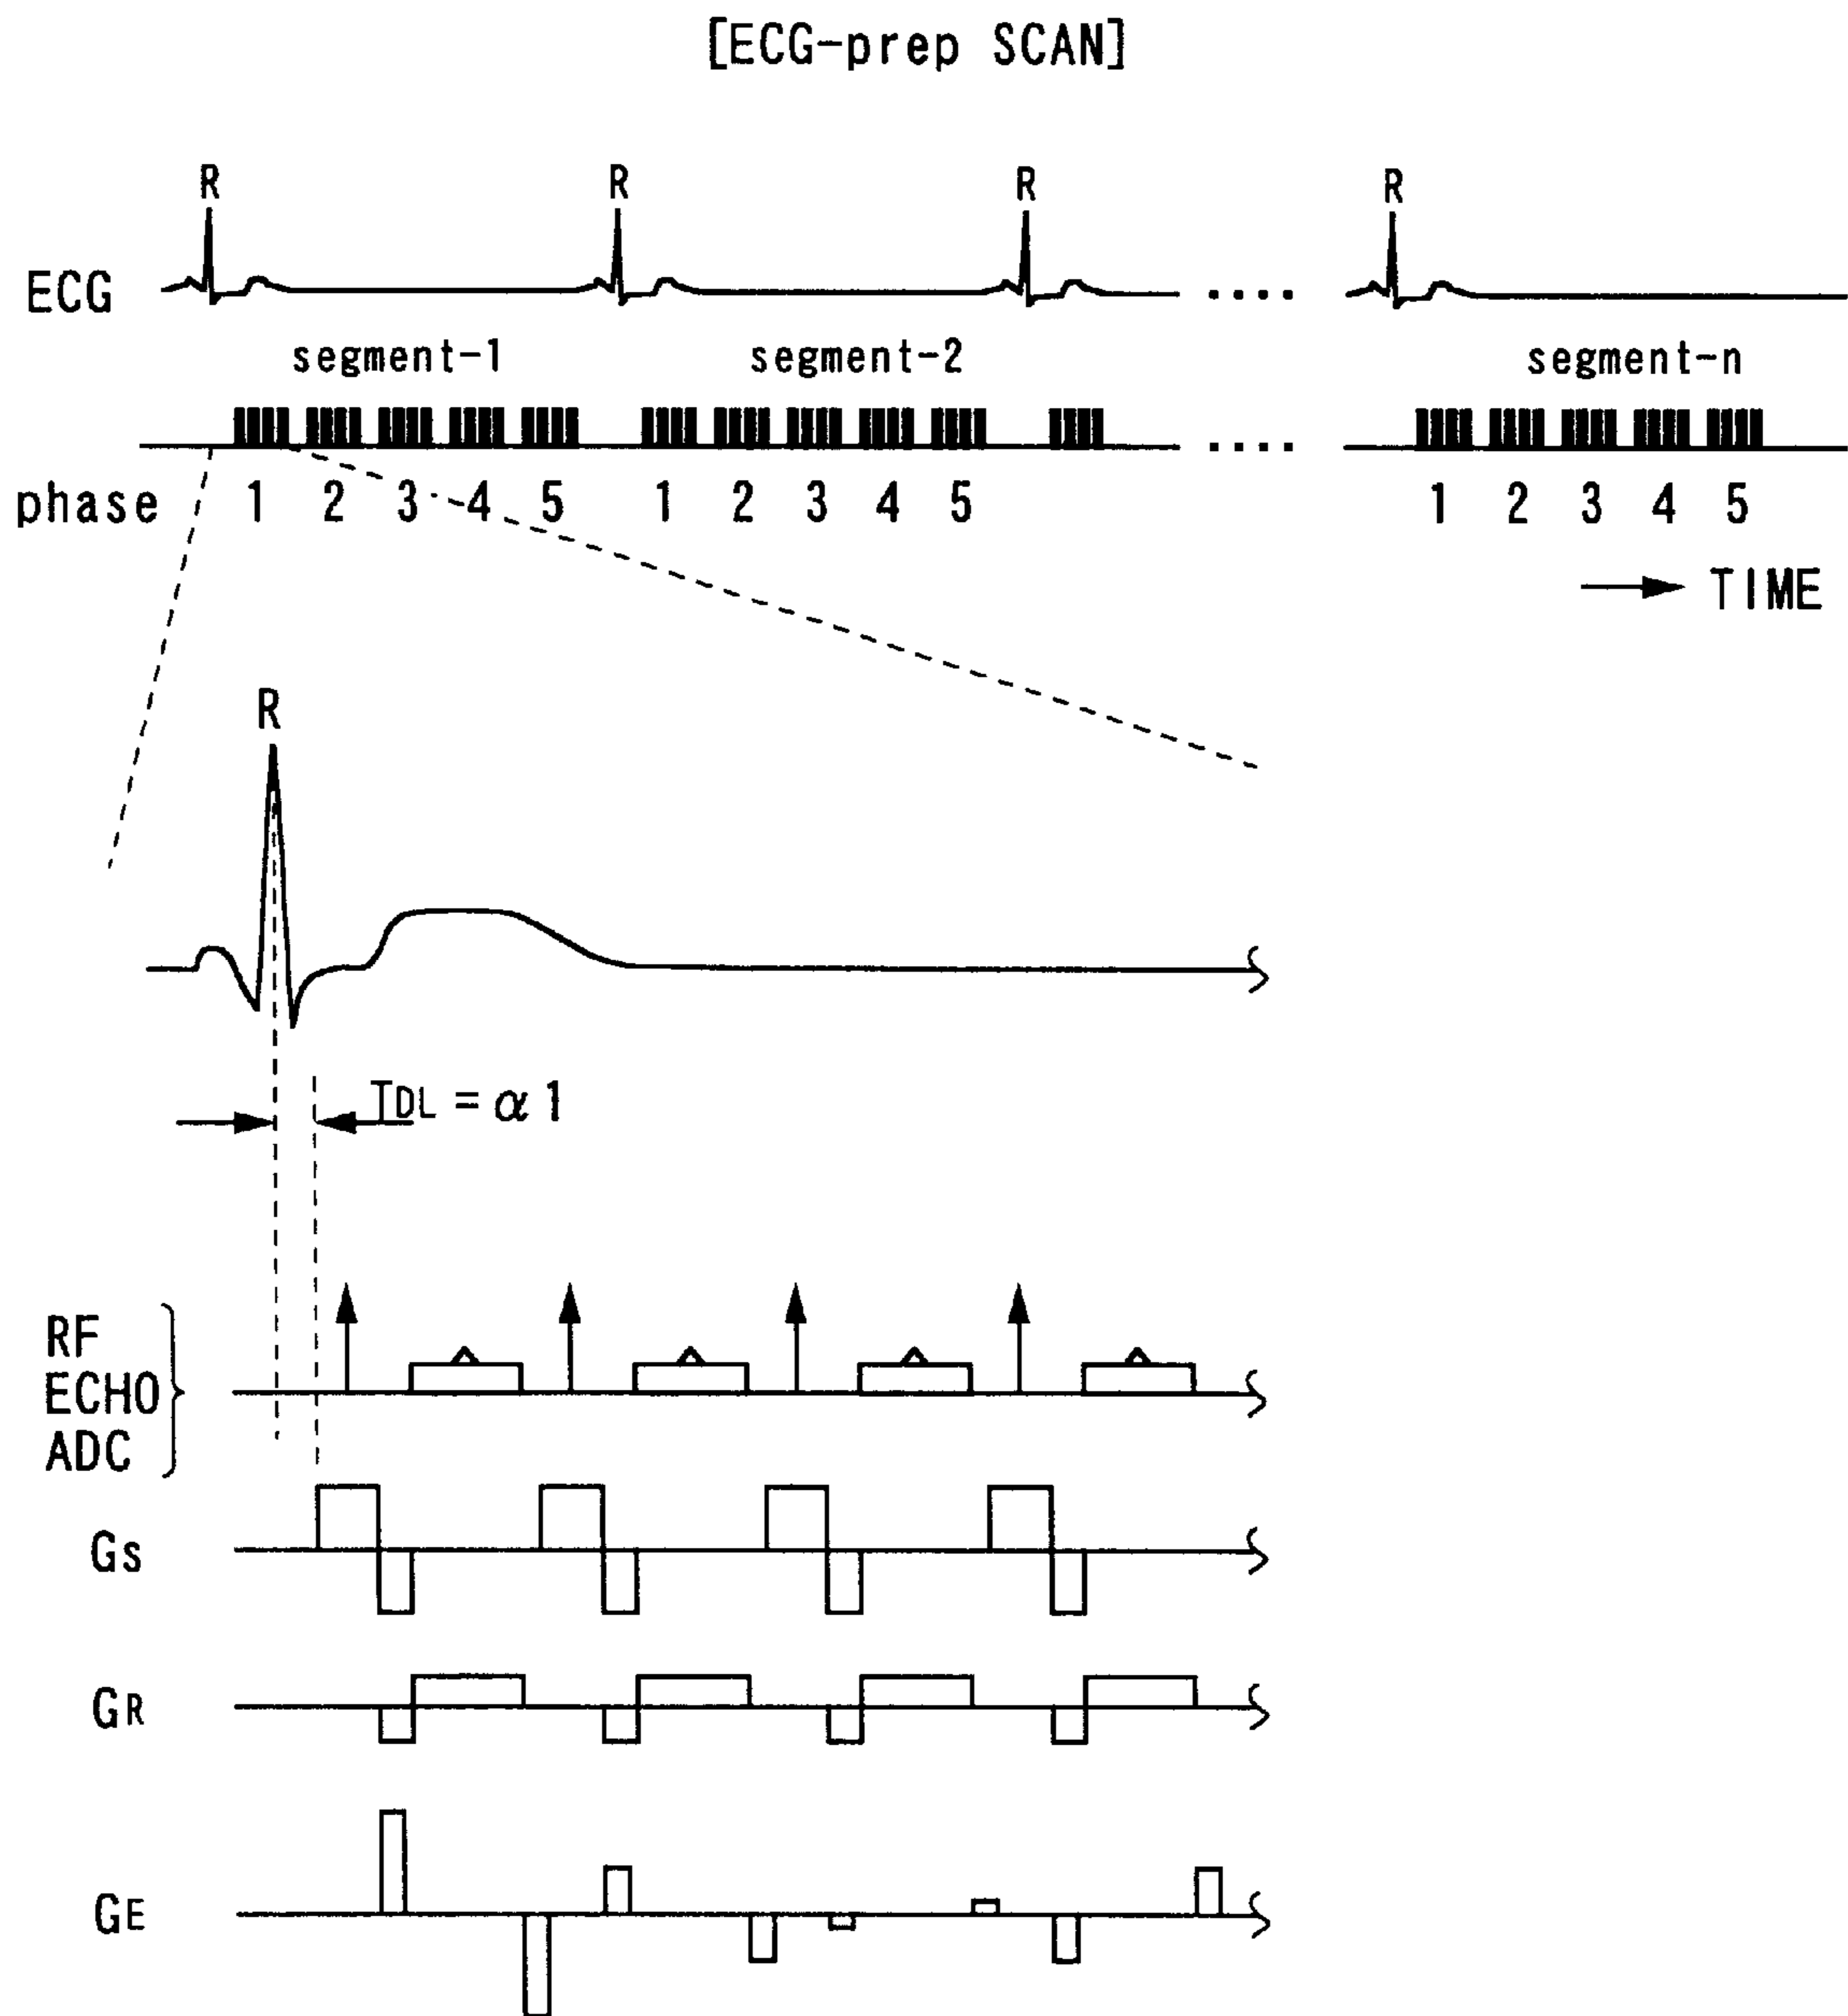 [ECG-prep SCAN]
R R R R
ECG ....
segment-1 segment-2 segment-n
....
phase 1 2 3 4 5 1 2 3 4 5 1 2 3 4 5
TIME
R
TDL = α1
RF
ECHO
ADC
Gs
GR
GE